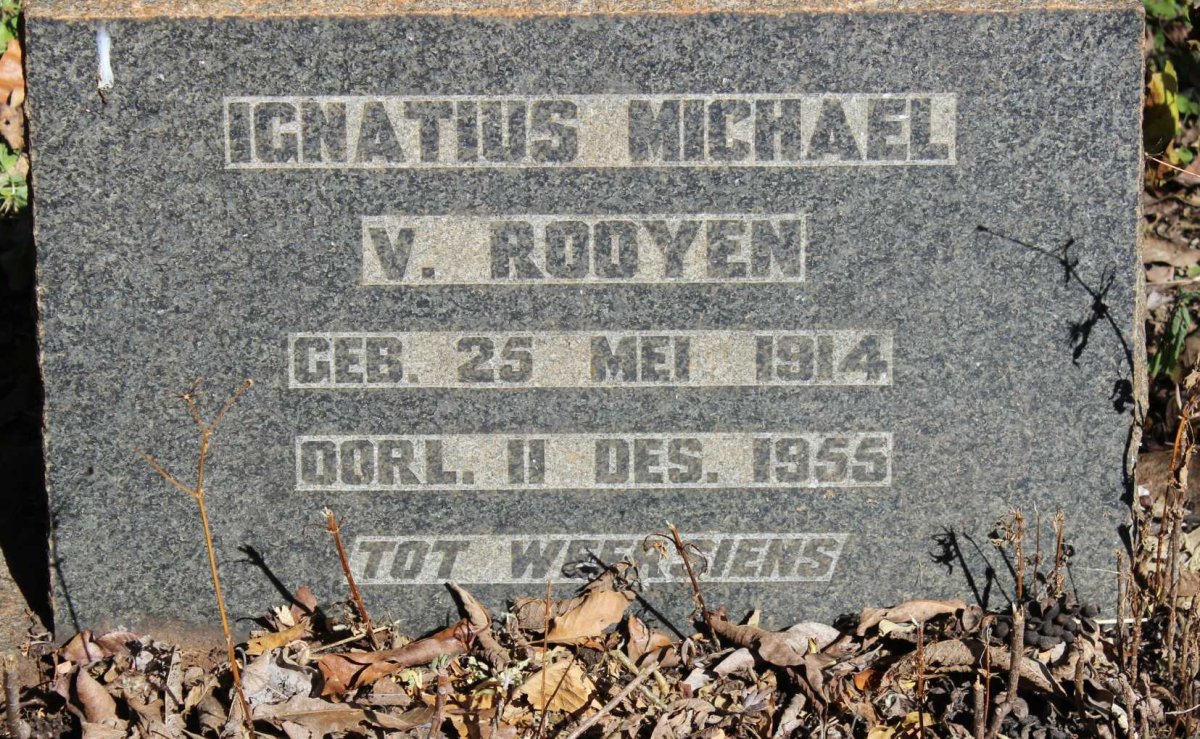 IGNATIUS MICHAEL
V. ROOYEN
GEB. 25 MEI 1914.
OORL. 11 DES. 1955
TOT WEERSIENS